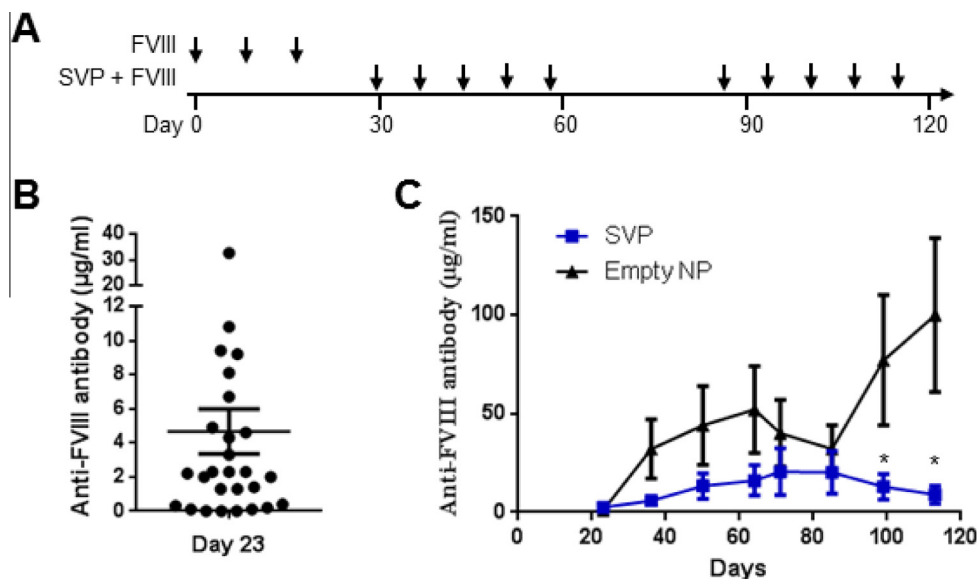 A
FVIII
SVP + FVIII
Day 0 30 60 90 120
B
Anti-FVIII antibody (µg/ml)
40
30
20
12
10
8
6
4
2
0
Day 23
C
Anti-FVIII antibody (µg/ml)
150
100
50
0
SVP
Empty NP
*
*
0 20 40 60 80 100 120
Days